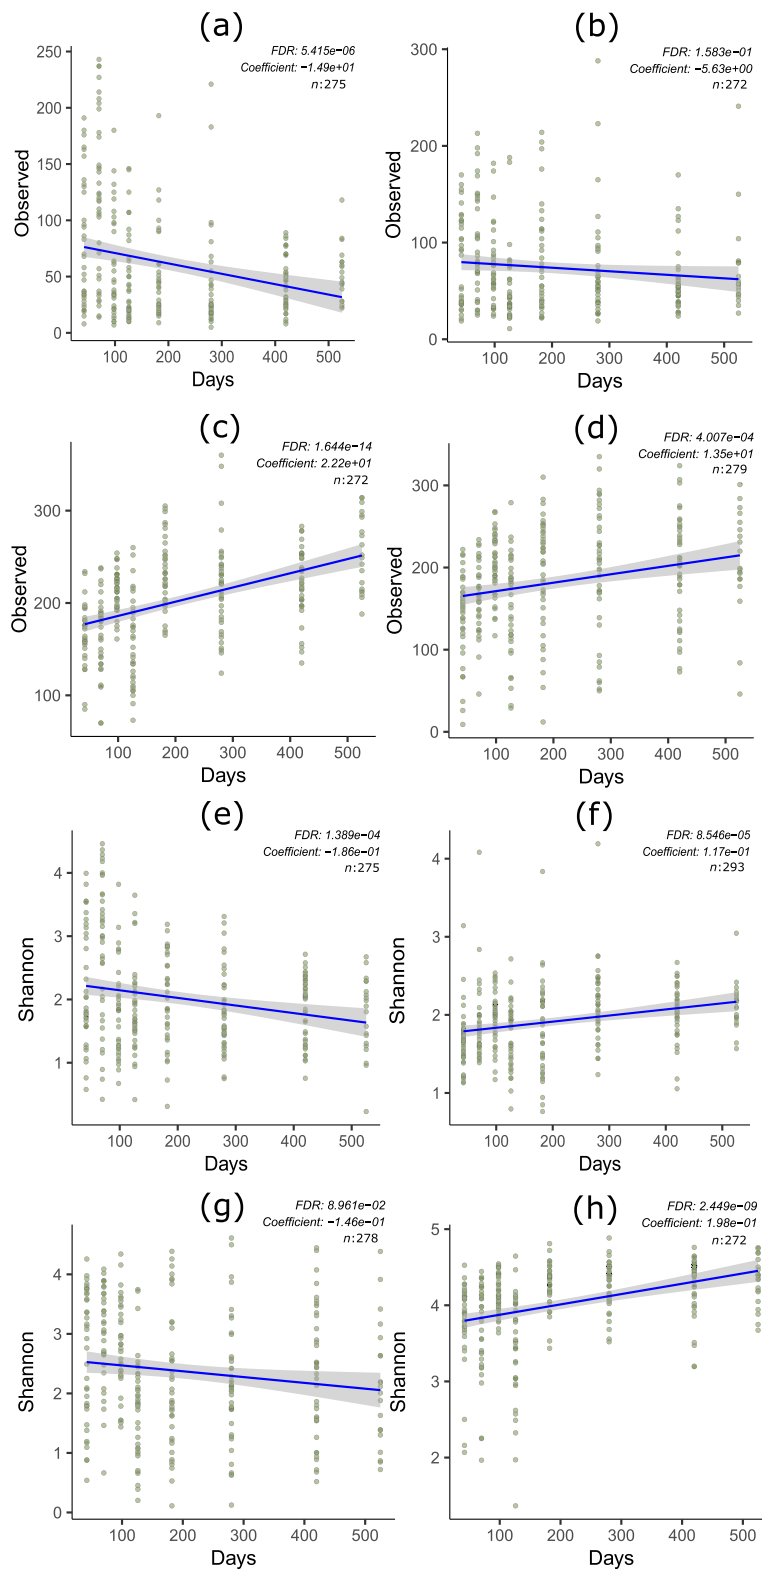 (a)
FDR: 5.415e−06
Coefficient: −1.49e+01
n:275
250
200
150
100
50
0
Observed
100 200 300 400 500
Days
(b)
FDR: 1.583e−01
Coefficient: −5.63e+00
n:272
300
200
100
0
Observed
100 200 300 400 500
Days
(c)
FDR: 1.644e−14
Coefficient: 2.22e+01
n:272
300
200
100
Observed
100 200 300 400 500
Days
(d)
FDR: 4.007e−04
Coefficient: 1.35e+01
n:279
300
200
100
0
Observed
100 200 300 400 500
Days
(e)
FDR: 1.389e−04
Coefficient: −1.86e−01
n:275
4
3
2
1
Shannon
100 200 300 400 500
Days
(f)
FDR: 8.546e−05
Coefficient: 1.17e−01
n:293
4
3
2
1
Shannon
100 200 300 400 500
Days
(g)
FDR: 8.961e−02
Coefficient: −1.46e−01
n:278
4
3
2
1
0
Shannon
100 200 300 400 500
Days
(h)
FDR: 2.449e−09
Coefficient: 1.98e−01
n:272
5
4
3
2
Shannon
100 200 300 400 500
Days